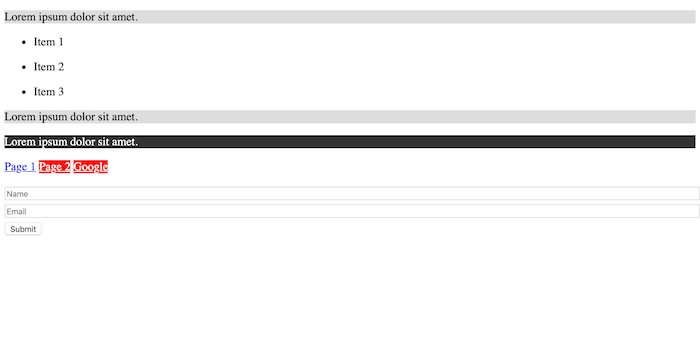 Lorem ipsum dolor sit amet.
Item 1
Item 2
Item 3
Lorem ipsum dolor sit amet.
Lorem ipsum dolor sit amet.
Page 1 Page 2 Google
Name
Email
Submit